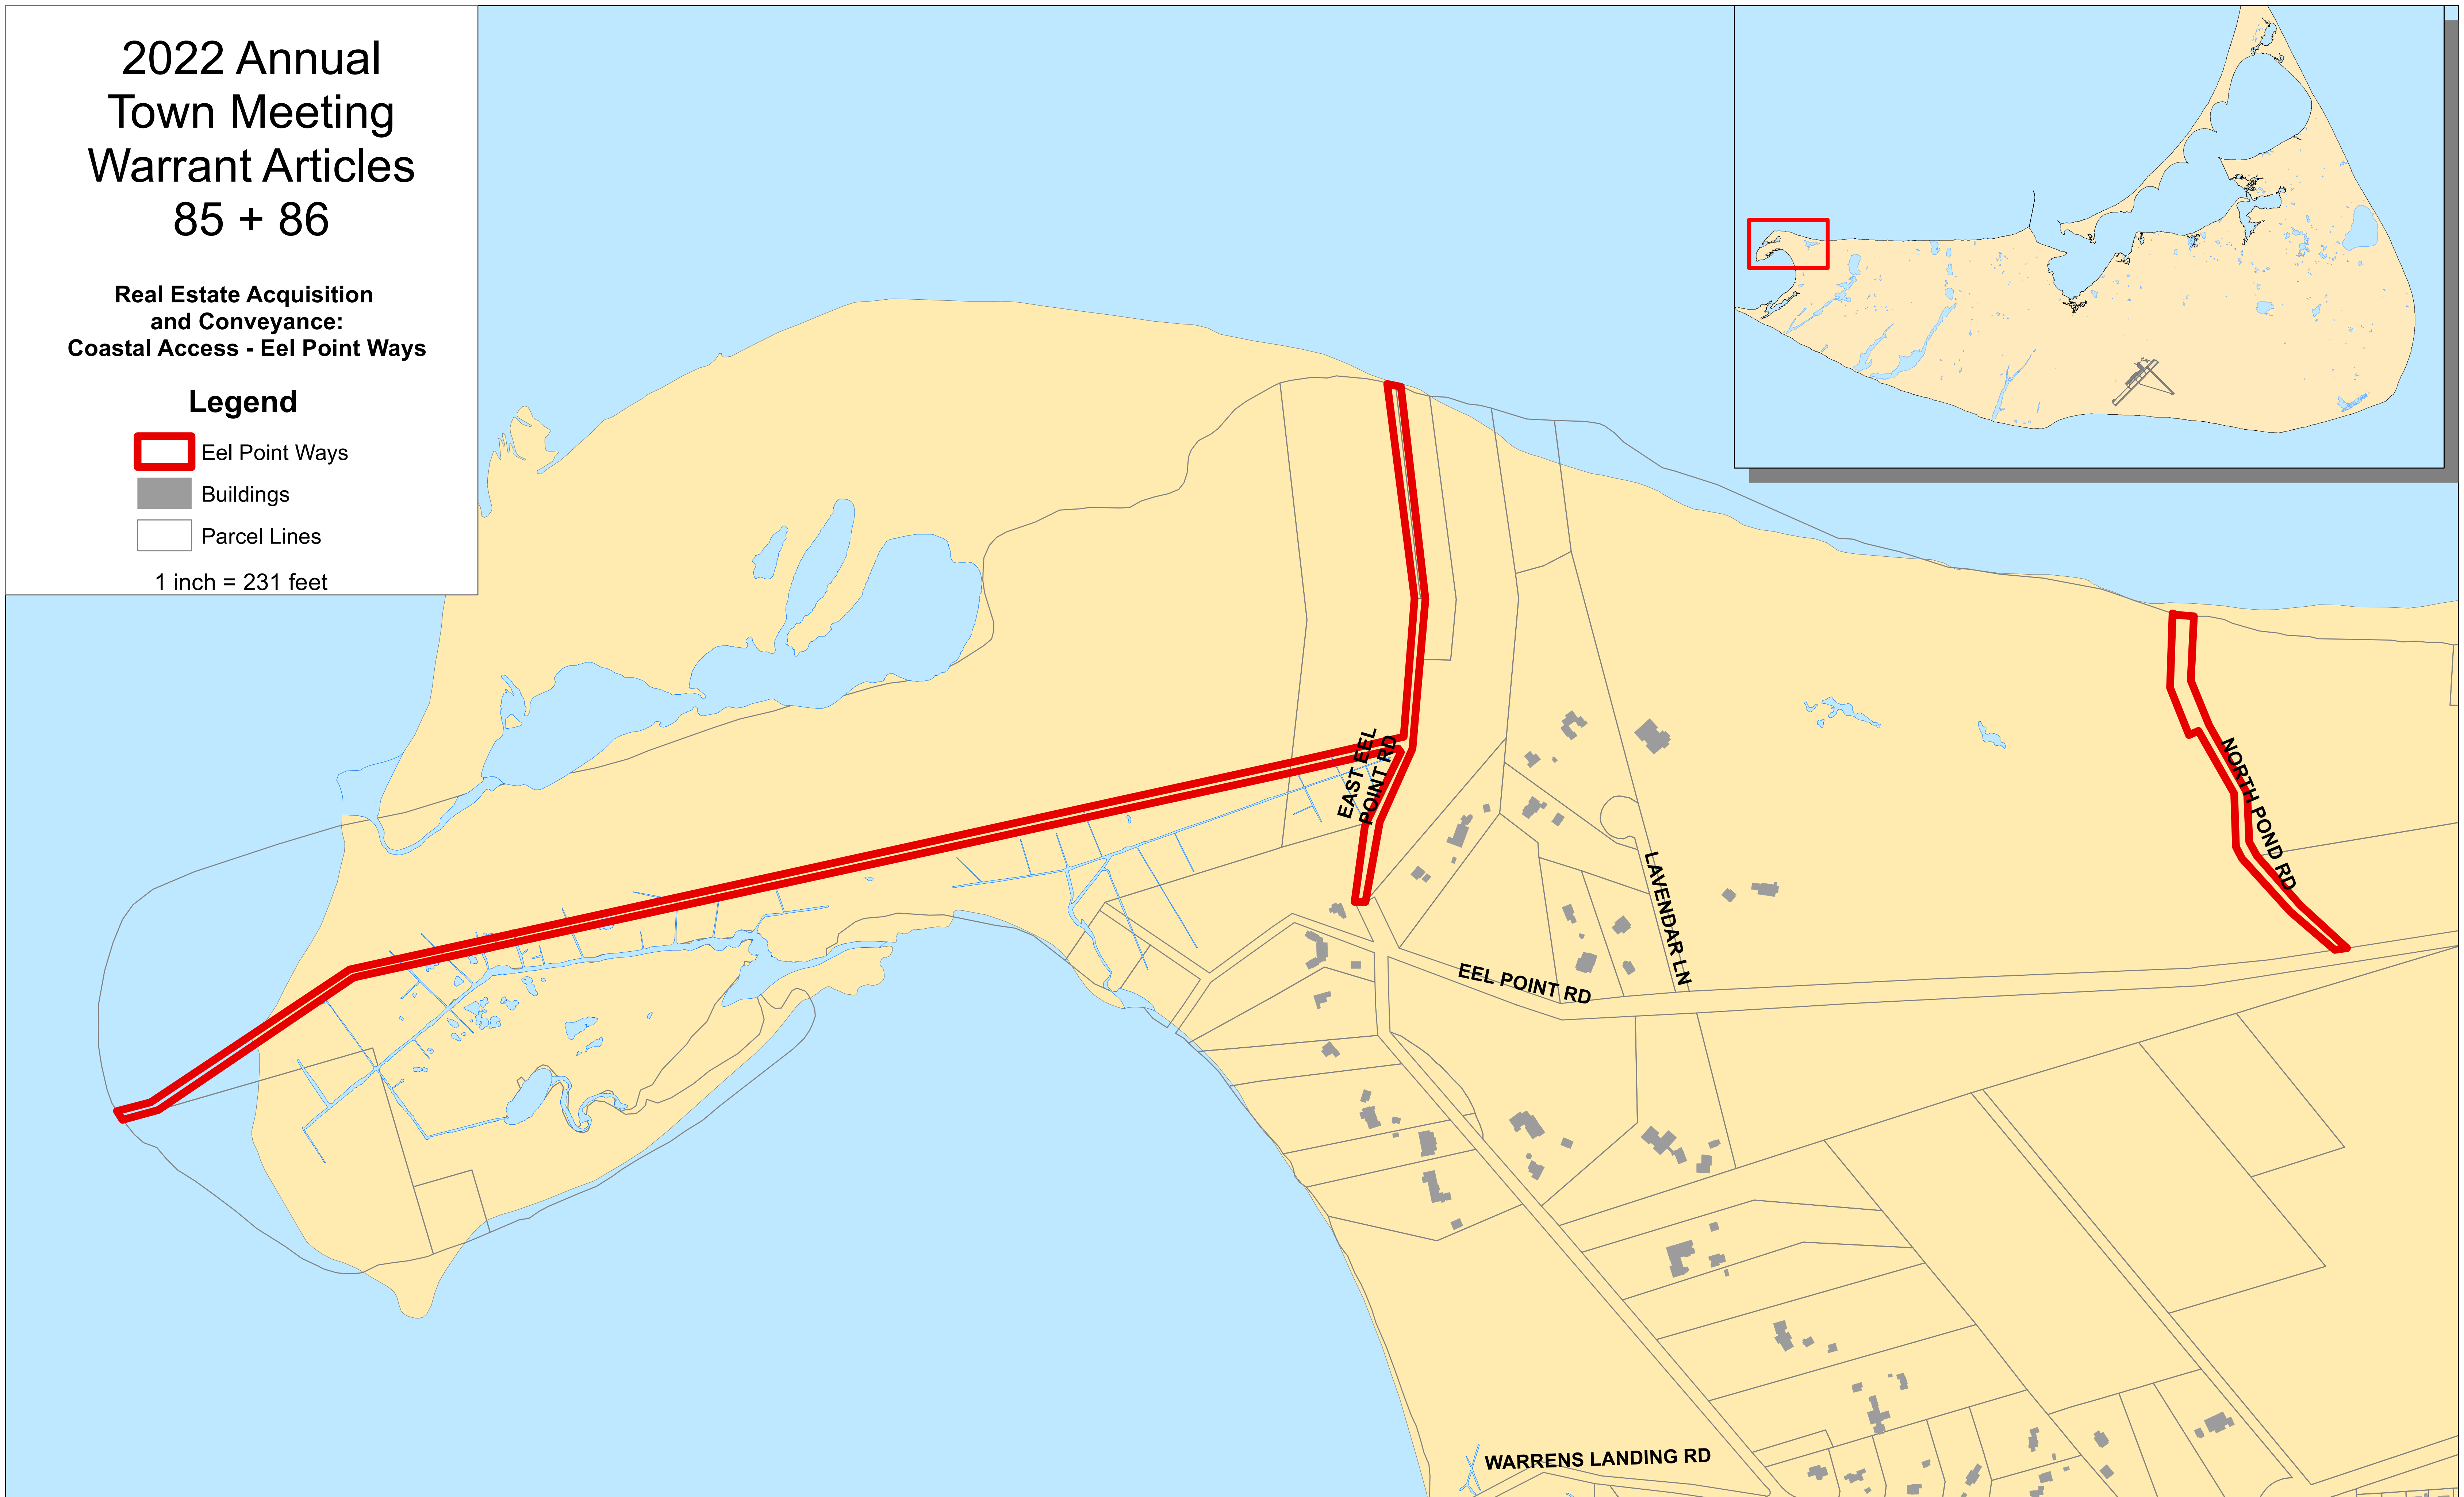 2022 Annual
Town Meeting
Warrant Articles
85 + 86
Real Estate Acquisition
and Conveyance:
Coastal Access - Eel Point Ways
Legend
Eel Point Ways
Buildings
Parcel Lines
1 inch = 231 feet
EAST EEL
POINT RD
NORTH POND RD
LAVENDAR LN
EEL POINT RD
WARRENS LANDING RD